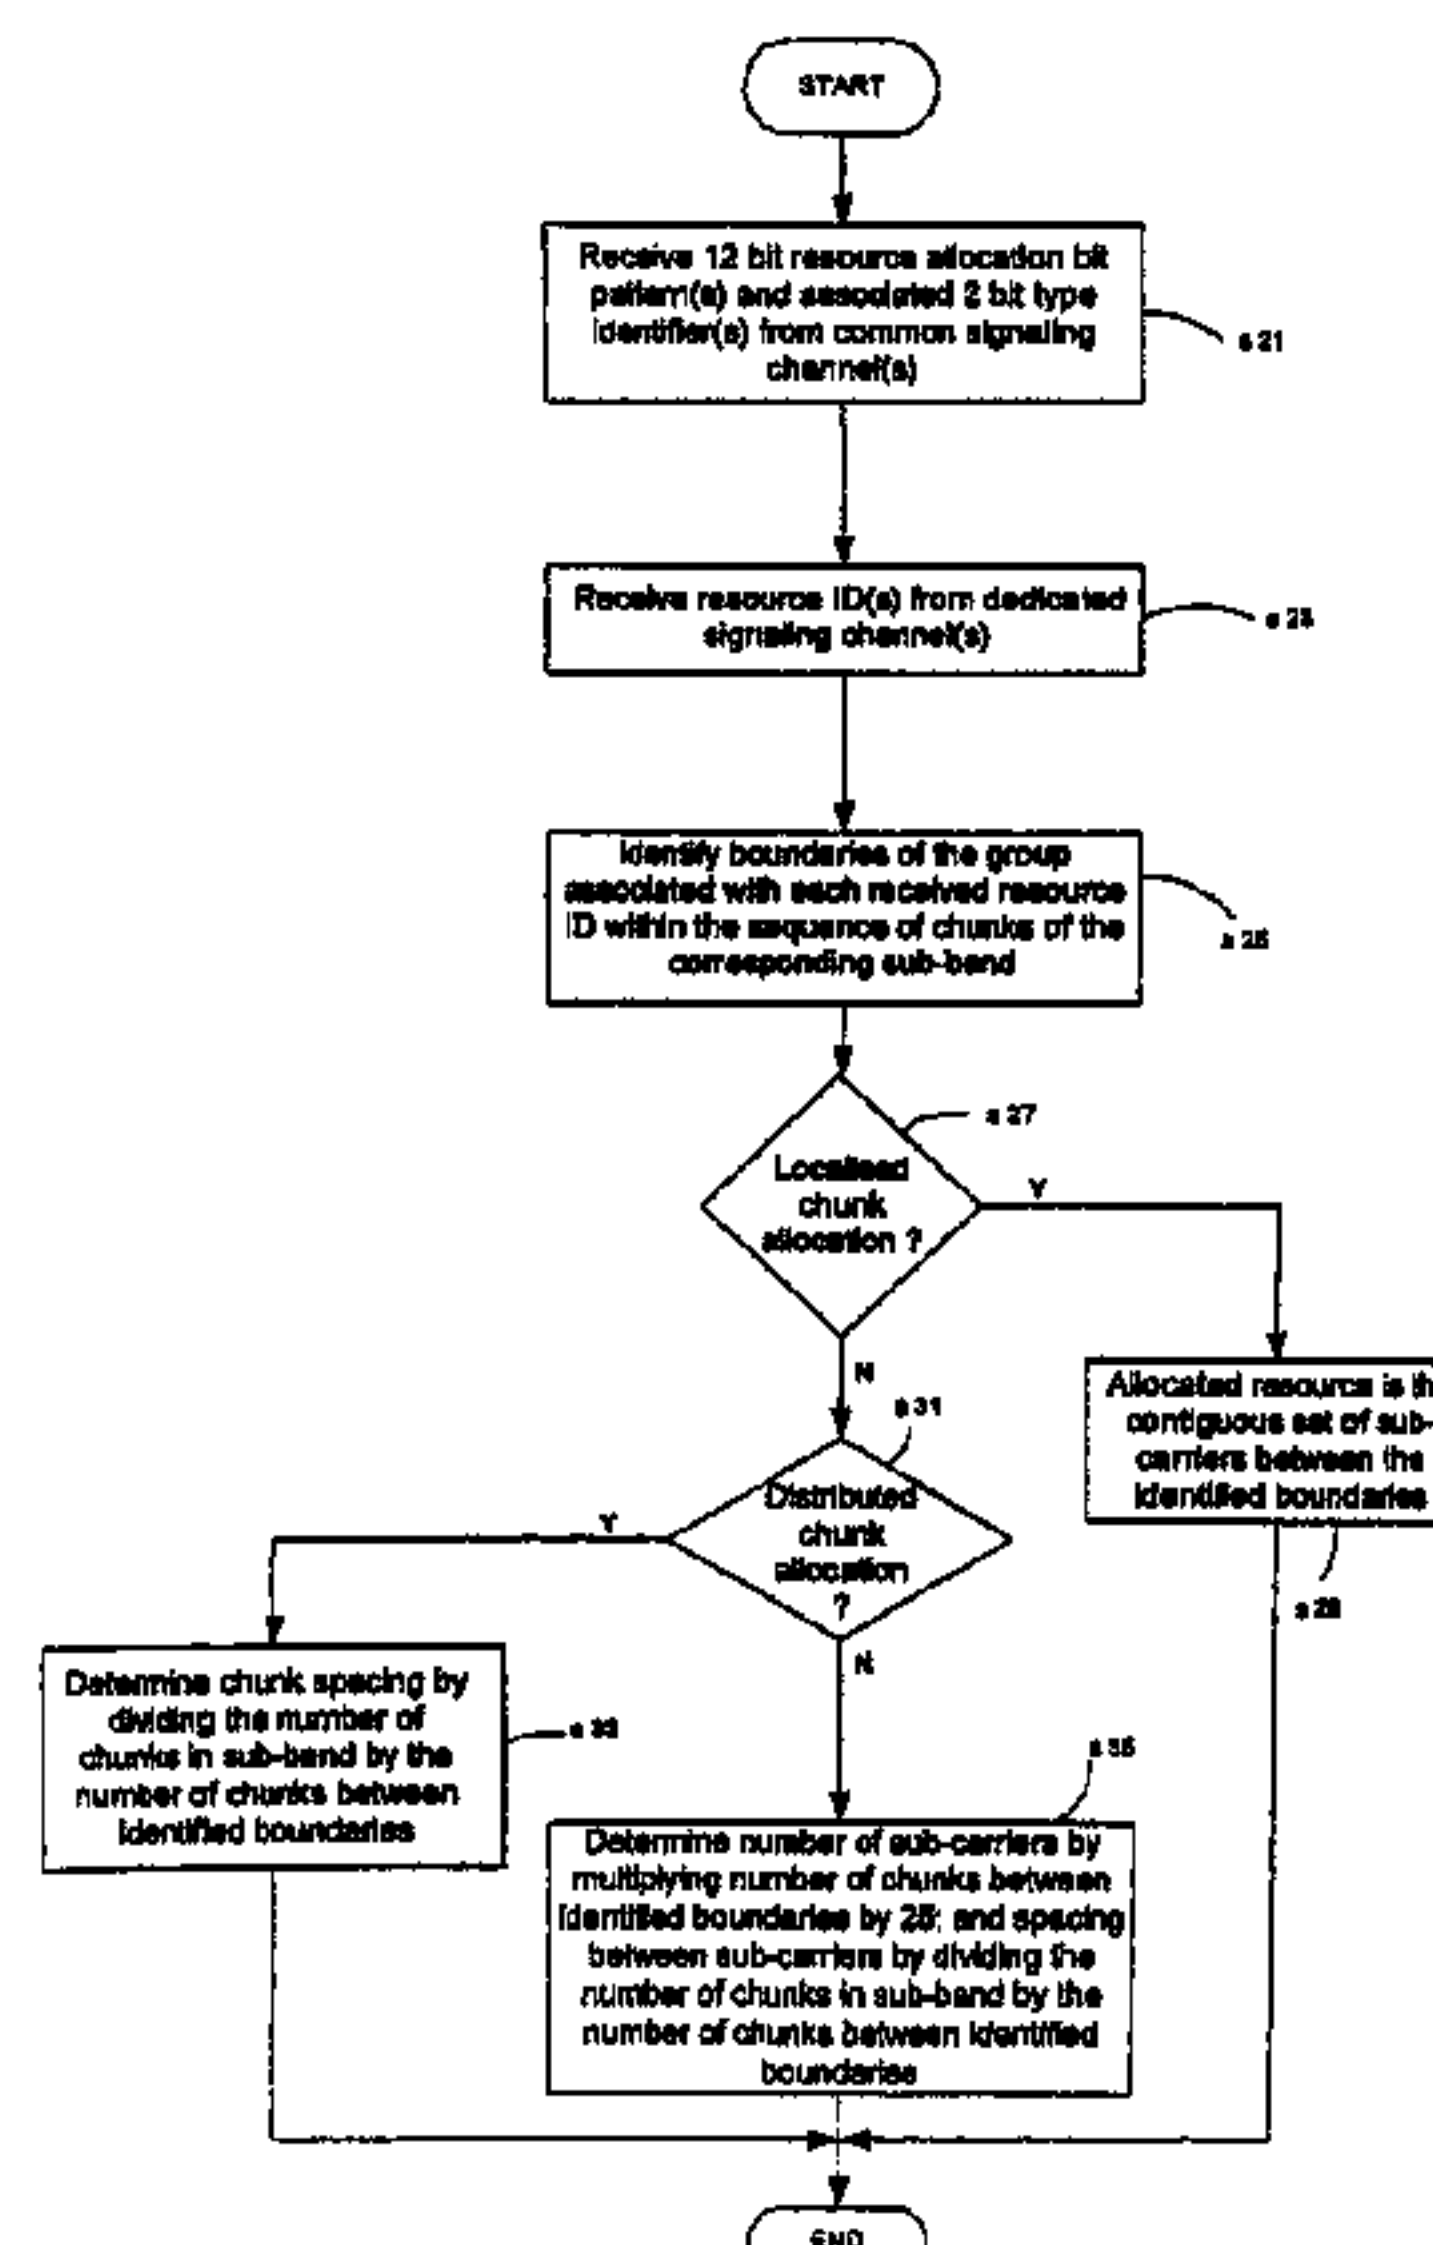 START
Receive 12 bit resource allocation bit
pattern(s) and associated 2 bit type
identifier(s) from common signaling
channel(s)
s 21
Receive resource ID(s) from dedicated
signaling channel(s)
s 23
Identify boundaries of the group
associated with each received resource
ID within the sequence of chunks of the
corresponding sub-band
s 25
s 27
Localised
chunk
allocation ?
Y
N
s 31
Allocated resource is
contiguous set of sub-
carriers between the
identified boundaries
s 29
Distributed
chunk
allocation
?
Y
N
Determine chunk spacing by
dividing the number of
chunks in sub-band by the
number of chunks between
identified boundaries
s 33
s 35
Determine number of sub-carriers by
multiplying number of chunks between
identified boundaries by 25; and spacing
between sub-carriers by dividing the
number of chunks in sub-band by the
number of chunks between identified
boundaries
END